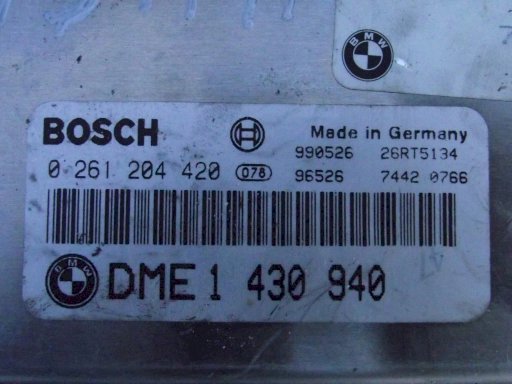 BMW
BOSCH
Made in Germany
990526 26RT5134
0 261 204 420 078
96526 7442 0766
BMW DME 1 430 940